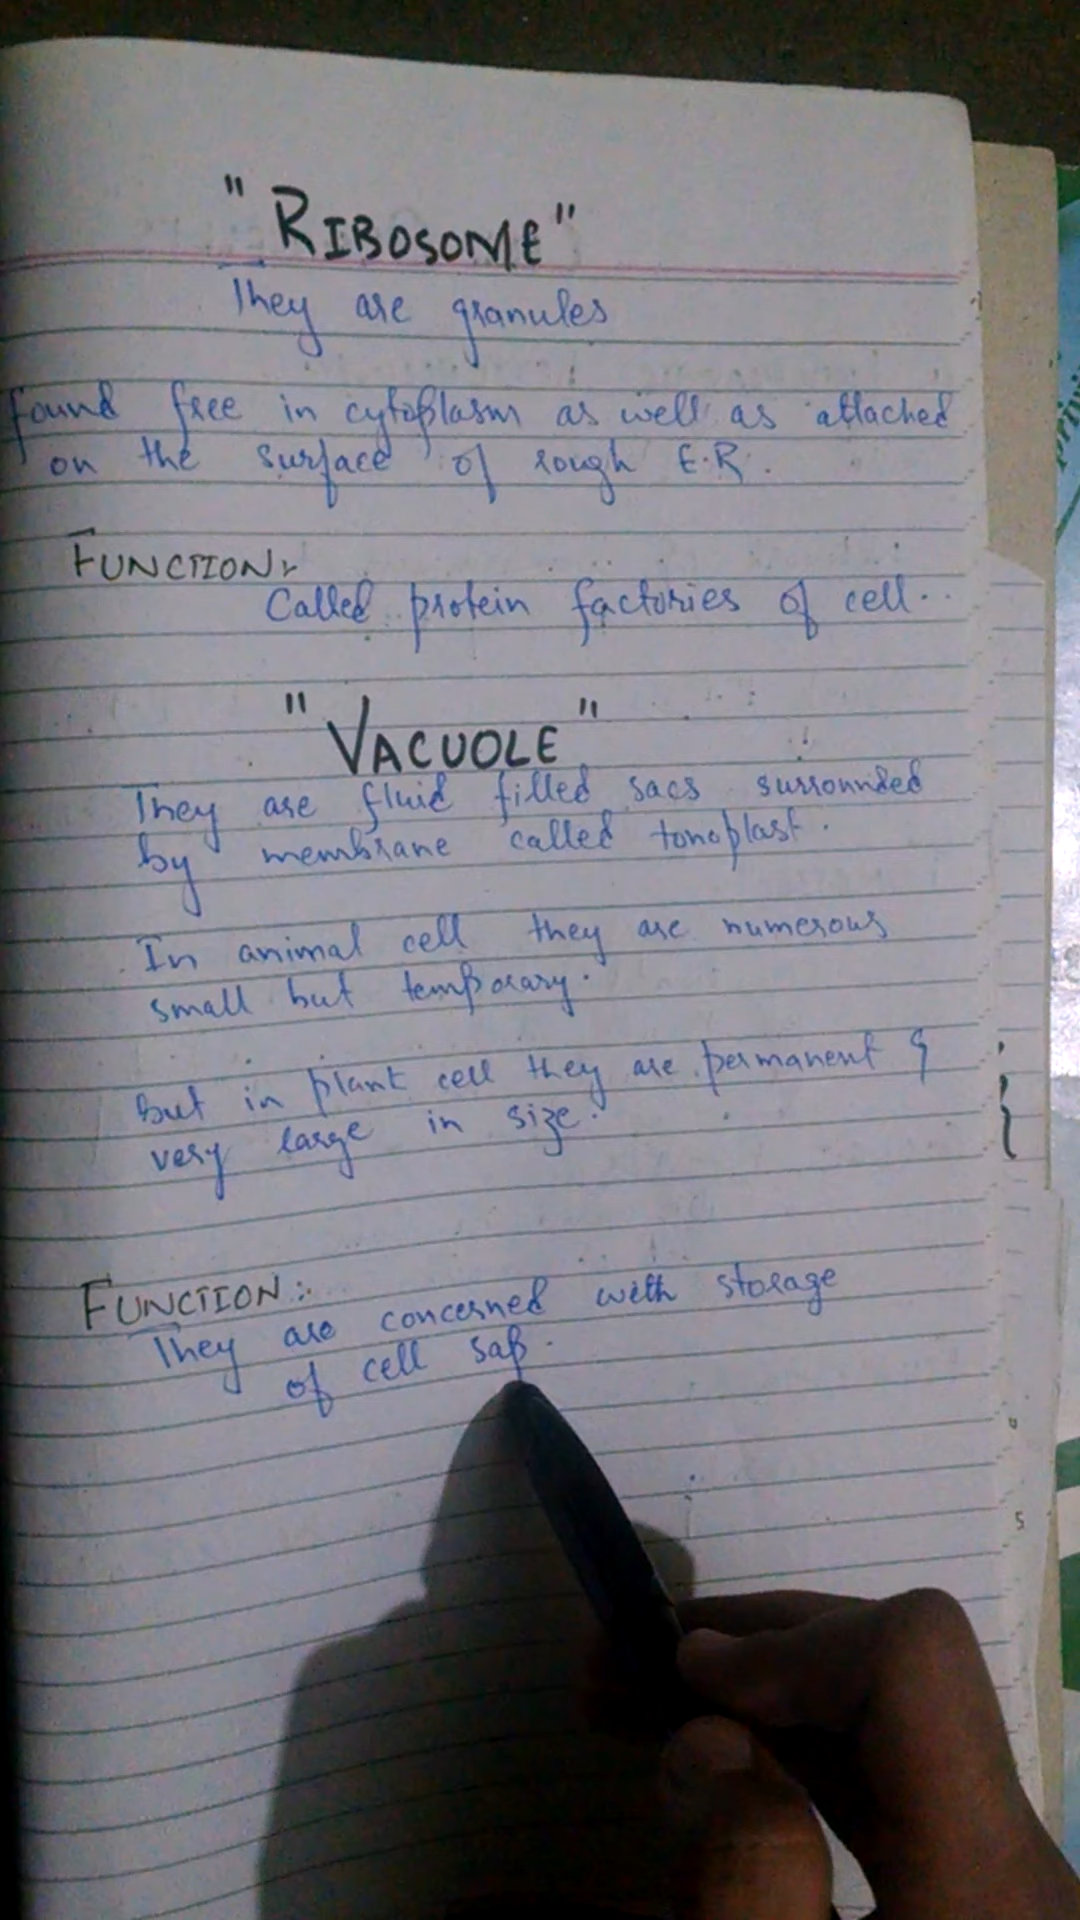 "RIBOSOME"
They are granules
found free in cytoplasm as well as attached
on the surface of rough E.R.
FUNCTION:-
Called protein factories of cell..
"VACUOLE"
They are fluid filled sacs surrounded
by membrane called tonoplast.
In animal cell they are numerous
small but temporary.
but in plant cell they are permanent &
very large in size.
FUNCTION:-
They are concerned with storage
of cell sap.